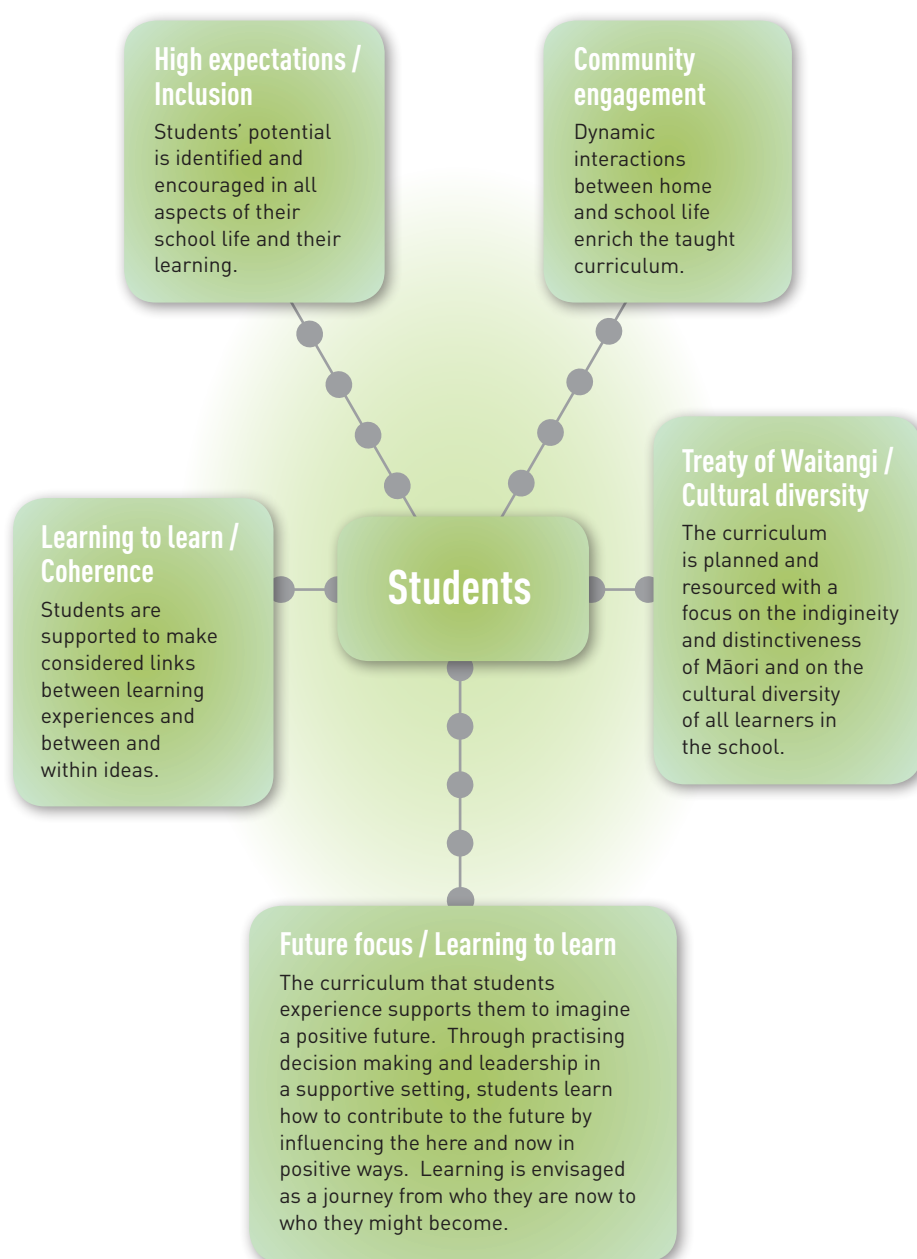 High expectations /
Inclusion
Students’ potential
is identified and
encouraged in all
aspects of their
school life and their
learning.
Community
engagement
Dynamic
interactions
between home
and school life
enrich the taught
curriculum.
Treaty of Waitangi /
Cultural diversity
The curriculum
is planned and
resourced with a
focus on the indigineity
and distinctiveness
of Māori and on the
cultural diversity
of all learners in
the school.
Learning to learn /
Coherence
Students are
supported to make
considered links
between learning
experiences and
between and
within ideas.
Students
Future focus / Learning to learn
The curriculum that students
experience supports them to imagine
a positive future.  Through practising
decision making and leadership in
a supportive setting, students learn
how to contribute to the future by
influencing the here and now in
positive ways.  Learning is envisaged
as a journey from who they are now to
who they might become.